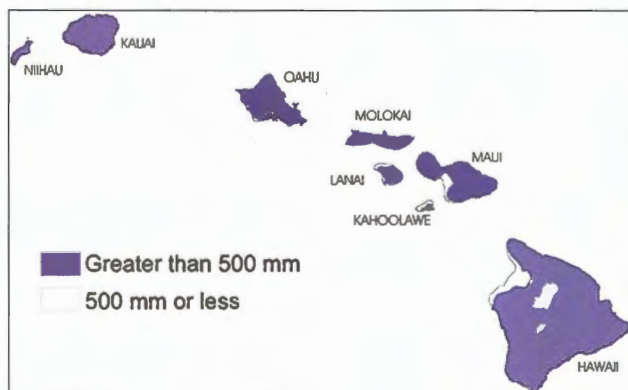 KAUAI
NIIHAU
OAHU
MOLOKAI
MAUI
LANAI
KAHOOLAWE
Greater than 500 mm
500 mm or less
HAWAII